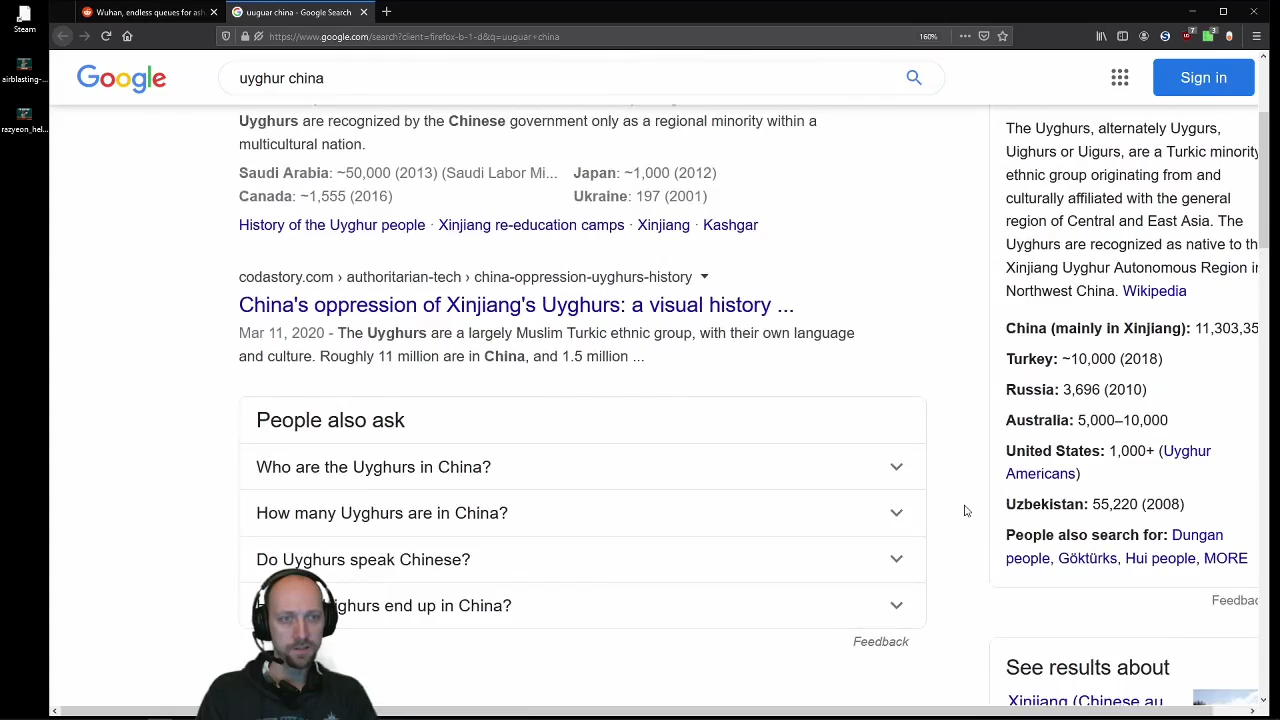 Steam
airblasting-...
razyeon_hel...
Wuhan, endless queues for ash
uuguar china - Google Search
https://www.google.com/search?client=firefox-b-1-d&q=uuguar+china
160%
Google
uyghur china
Sign in
Uyghurs are recognized by the Chinese government only as a regional minority within a
multicultural nation.
Saudi Arabia: ~50,000 (2013) (Saudi Labor Mi...
Japan: ~1,000 (2012)
Canada: ~1,555 (2016)
Ukraine: 197 (2001)
History of the Uyghur people · Xinjiang re-education camps · Xinjiang · Kashgar
codastory.com › authoritarian-tech › china-oppression-uyghurs-history
China's oppression of Xinjiang's Uyghurs: a visual history ...
Mar 11, 2020 - The Uyghurs are a largely Muslim Turkic ethnic group, with their own language
and culture. Roughly 11 million are in China, and 1.5 million ...
People also ask
Who are the Uyghurs in China?
How many Uyghurs are in China?
Do Uyghurs speak Chinese?
ighurs end up in China?
Feedback
The Uyghurs, alternately Uygurs,
Uighurs or Uigurs, are a Turkic minority
ethnic group originating from and
culturally affiliated with the general
region of Central and East Asia. The
Uyghurs are recognized as native to th
Xinjiang Uyghur Autonomous Region in
Northwest China. Wikipedia
China (mainly in Xinjiang): 11,303,35
Turkey: ~10,000 (2018)
Russia: 3,696 (2010)
Australia: 5,000–10,000
United States: 1,000+ (Uyghur
Americans)
Uzbekistan: 55,220 (2008)
People also search for: Dungan
people, Göktürks, Hui people, MORE
Feedbac
See results about
Xinjiang (Chinese au